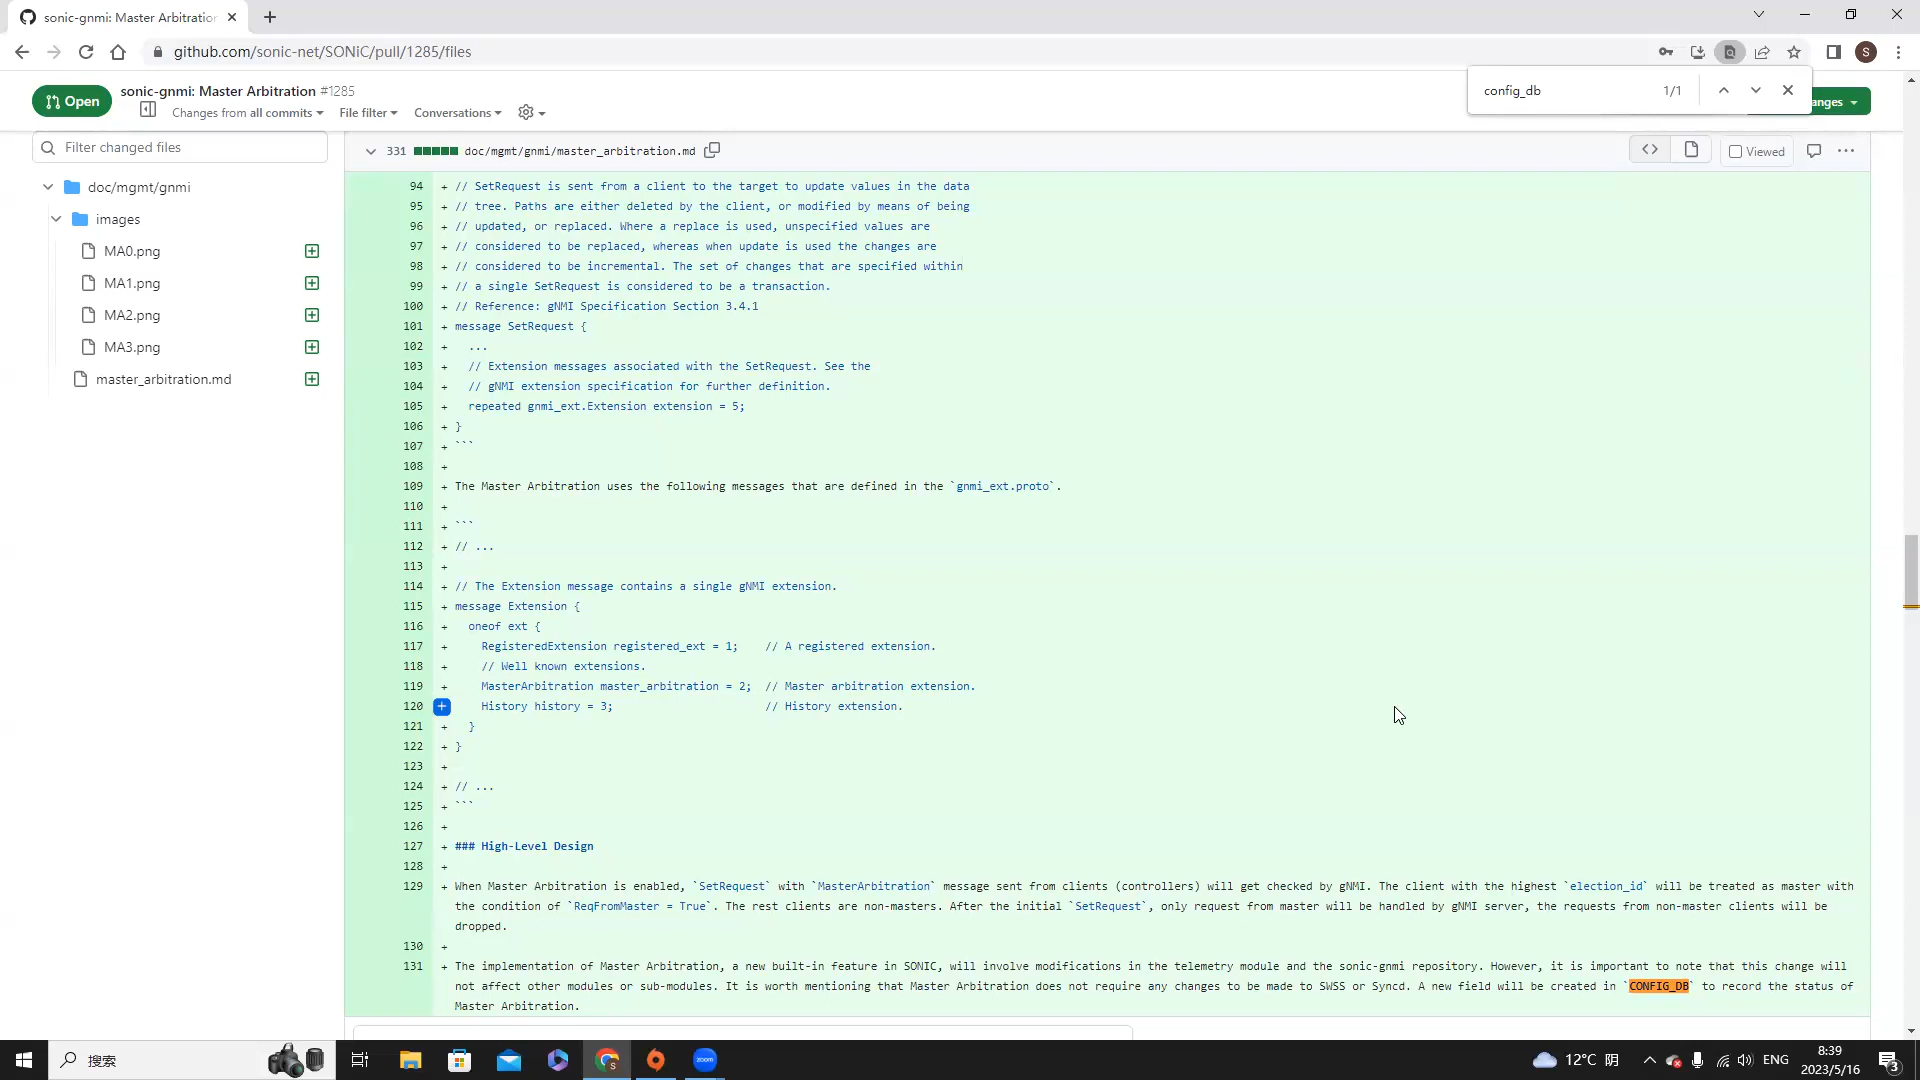 sonic-gnmi: Master Arbitration
github.com/sonic-net/SONiC/pull/1285/files
S
config_db 1/1
Open
sonic-gnmi: Master Arbitration #1285
Changes from all commits
File filter
Conversations
anges
Filter changed files
331 doc/mgmt/gnmi/master_arbitration.md
Viewed
doc/mgmt/gnmi
images
MA0.png
MA1.png
MA2.png
MA3.png
master_arbitration.md
94 + // SetRequest is sent from a client to the target to update values in the data
95 + // tree. Paths are either deleted by the client, or modified by means of being
96 + // updated, or replaced. Where a replace is used, unspecified values are
97 + // considered to be replaced, whereas when update is used the changes are
98 + // considered to be incremental. The set of changes that are specified within
99 + // a single SetRequest is considered to be a transaction.
100 + // Reference: gNMI Specification Section 3.4.1
101 + message SetRequest {
102 + ...
103 + // Extension messages associated with the SetRequest. See the
104 + // gNMI extension specification for further definition.
105 + repeated gnmi_ext.Extension extension = 5;
106 + }
107 + ```
108 +
109 + The Master Arbitration uses the following messages that are defined in the `gnmi_ext.proto`.
110 +
111 + ```
112 + // ...
113 +
114 + // The Extension message contains a single gNMI extension.
115 + message Extension {
116 + oneof ext {
117 + RegisteredExtension registered_ext = 1; // A registered extension.
118 + // Well known extensions.
119 + MasterArbitration master_arbitration = 2; // Master arbitration extension.
120 + History history = 3; // History extension.
121 + }
122 + }
123 +
124 + // ...
125 + ```
126 +
127 + ### High-Level Design
128 +
129 + When Master Arbitration is enabled, `SetRequest` with `MasterArbitration` message sent from clients (controllers) will get checked by gNMI. The client with the highest `election_id` will be treated as master with
the condition of `ReqFromMaster = True`. The rest clients are non-masters. After the initial `SetRequest`, only request from master will be handled by gNMI server, the requests from non-master clients will be
dropped.
130 +
131 + The implementation of Master Arbitration, a new built-in feature in SONIC, will involve modifications in the telemetry module and the sonic-gnmi repository. However, it is important to note that this change will
not affect other modules or sub-modules. It is worth mentioning that Master Arbitration does not require any changes to be made to SWSS or Syncd. A new field will be created in `CONFIG_DB` to record the status of
Master Arbitration.
搜索
zoom
12°C 阴
ENG
8:39
2023/5/16
3